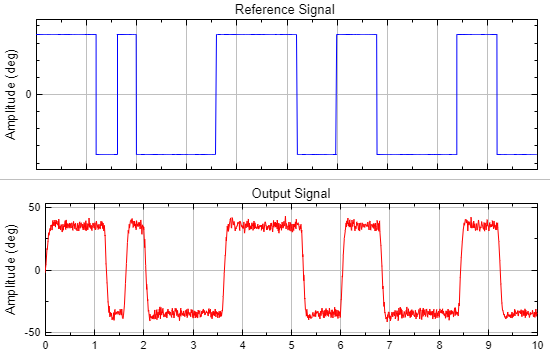 Reference Signal
Amplitude (deg)
0
Output Signal
Amplitude (deg)
50
0
-50
0 1 2 3 4 5 6 7 8 9 10